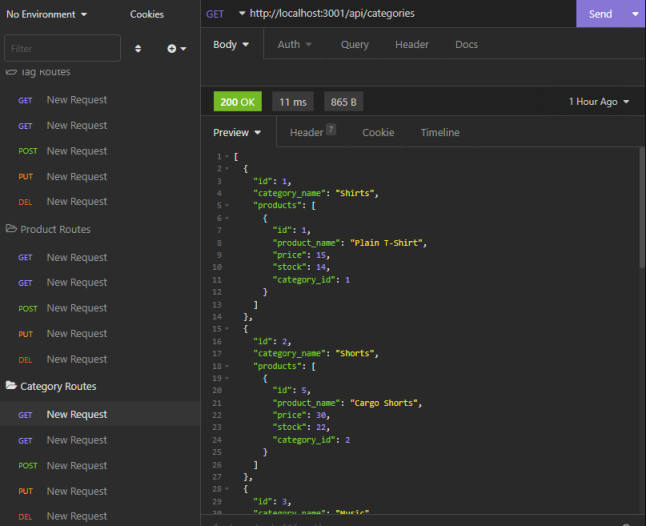 No Environment
Cookies
Filter
Tag Routes
GET New Request
GET New Request
POST New Request
PUT New Request
DEL New Request
Product Routes
GET New Request
GET New Request
POST New Request
PUT New Request
DEL New Request
Category Routes
GET New Request
GET New Request
POST New Request
PUT New Request
DEL New Request
GET http://localhost:3001/api/categories Send
Body Auth Query Header Docs
200 OK 11 ms 865 B 1 Hour Ago
Preview Header 7 Cookie Timeline
1 [
2 {
3 "id": 1,
4 "category_name": "Shirts",
5 "products": [
6 {
7 "id": 1,
8 "product_name": "Plain T-Shirt",
9 "price": 15,
10 "stock": 14,
11 "category_id": 1
12 }
13 ]
14 },
15 {
16 "id": 2,
17 "category_name": "Shorts",
18 "products": [
19 {
20 "id": 5,
21 "product_name": "Cargo Shorts",
22 "price": 30,
23 "stock": 22,
24 "category_id": 2
25 }
26 ]
27 },
28 {
29 "id": 3,
30 "category_name": "Music",